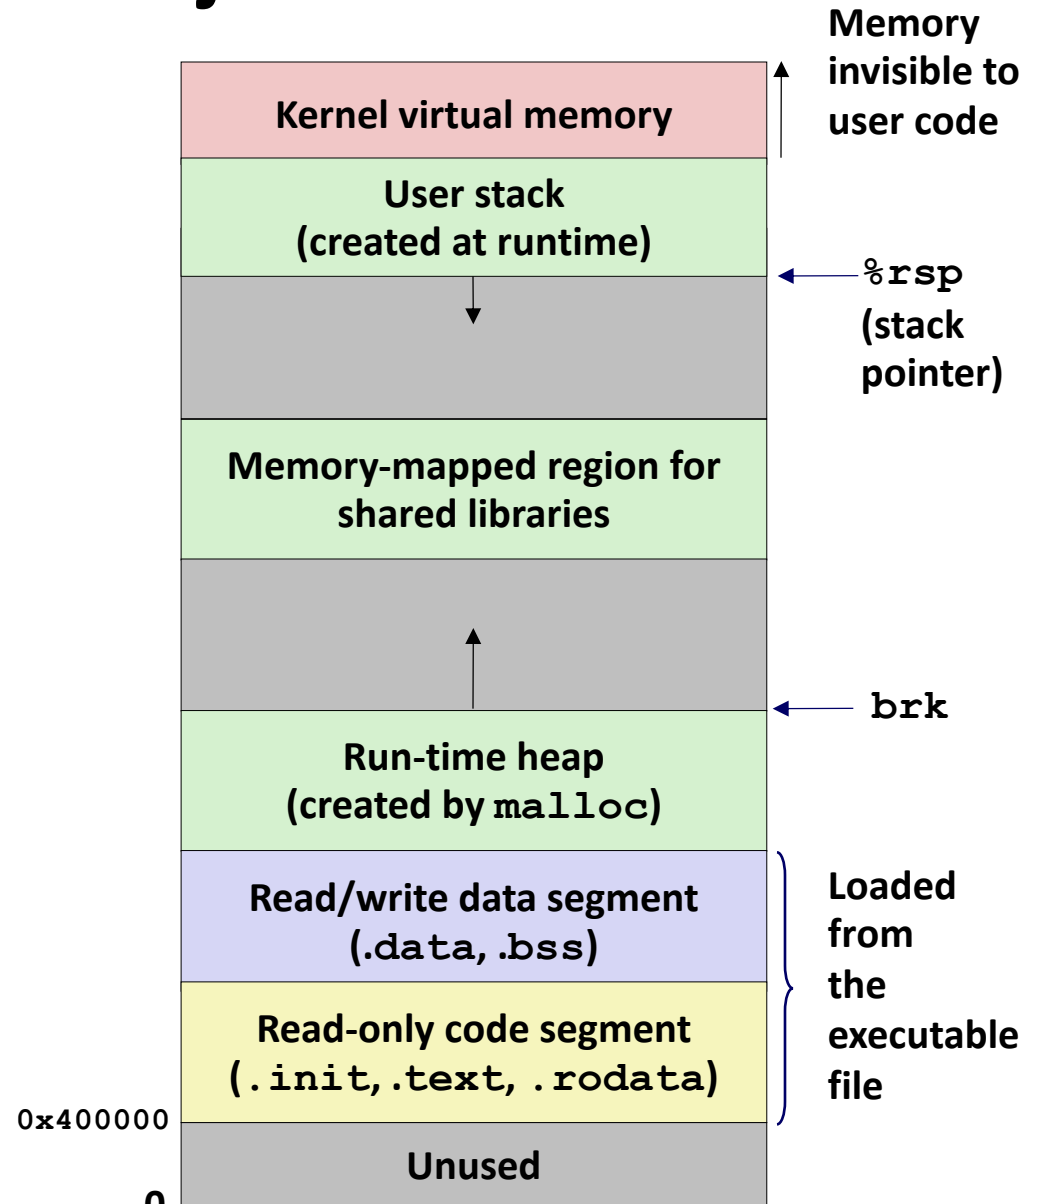 Memory
invisible to
user code
Kernel virtual memory
User stack
(created at runtime)
%rsp
(stack
pointer)
Memory-mapped region for
shared libraries
brk
Run-time heap
(created by malloc)
Read/write data segment
(.data, .bss)
Loaded
from
the
executable
file
Read-only code segment
(.init, .text, .rodata)
0x400000
Unused
0